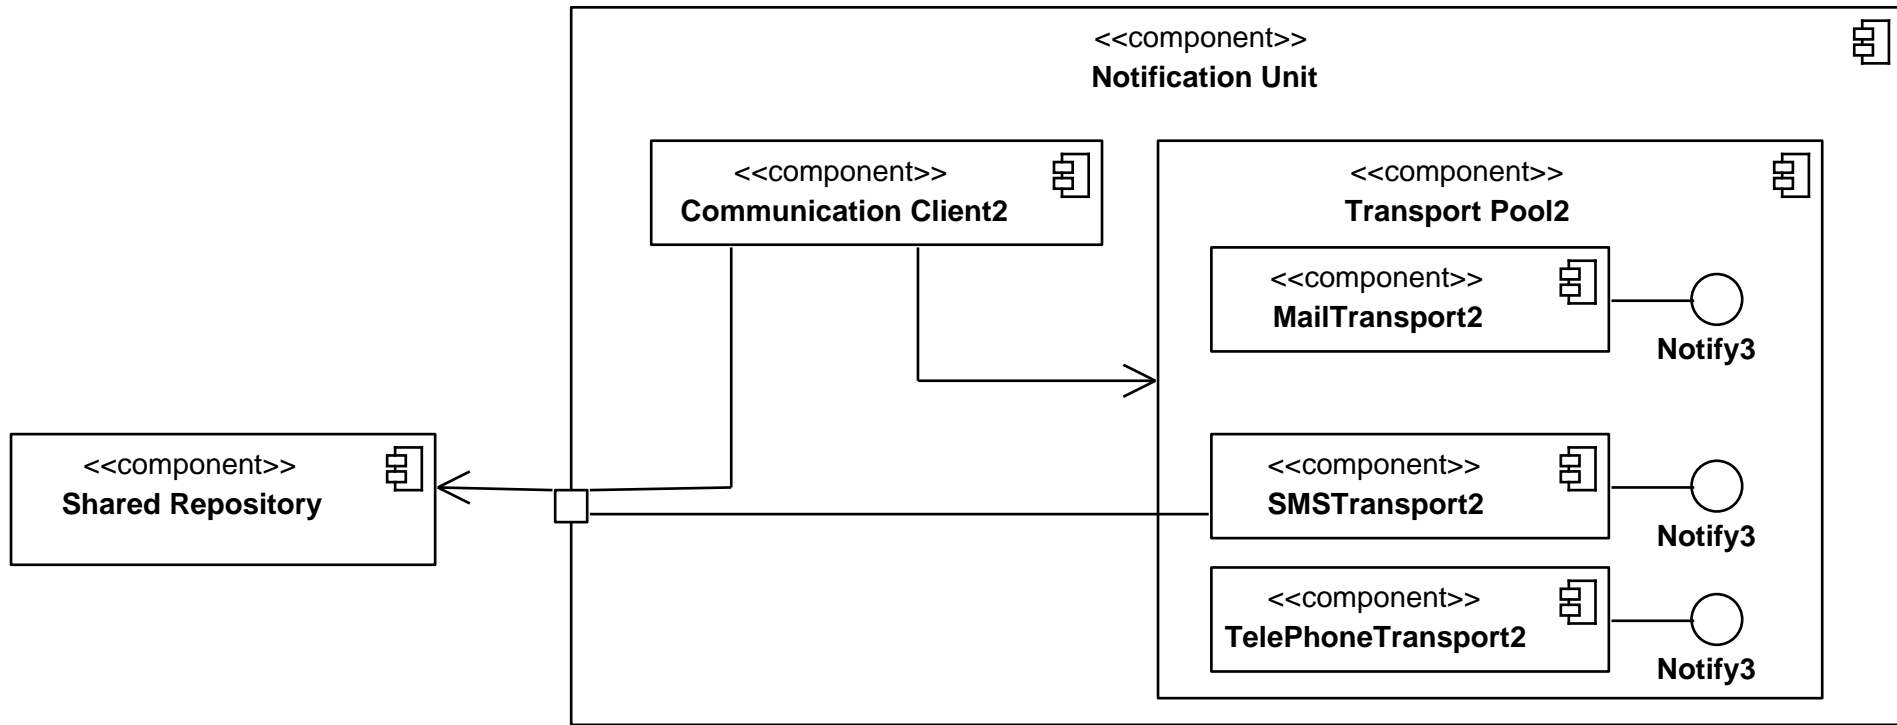 <<component>>
Notification Unit
<<component>>
Communication Client2
<<component>>
Transport Pool2
<<component>>
MailTransport2
Notify3
<<component>>
Shared Repository
<<component>>
SMSTransport2
Notify3
<<component>>
TelePhoneTransport2
Notify3